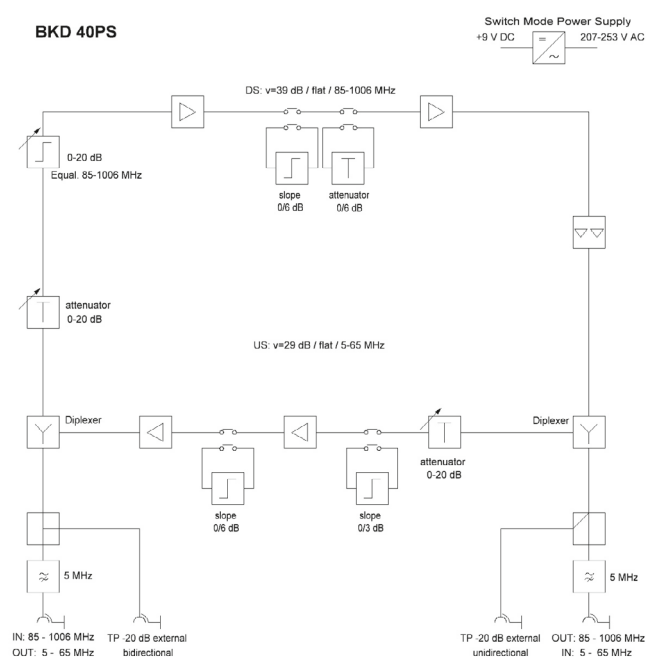 BKD 40PS
Switch Mode Power Supply
+9 V DC
207-253 V AC
DS: v=39 dB / flat / 85-1006 MHz
0-20 dB
Equal. 85-1006 MHz
slope
0/6 dB
attenuator
0/6 dB
attenuator
0-20 dB
US: v=29 dB / flat / 5-65 MHz
Diplexer
Diplexer
attenuator
0-20 dB
slope
0/6 dB
slope
0/3 dB
5 MHz
5 MHz
IN: 85 - 1006 MHz
OUT: 5 - 65 MHz
TP -20 dB external
bidirectional
TP -20 dB external
unidirectional
OUT: 85 - 1006 MHz
IN: 5 - 65 MHz